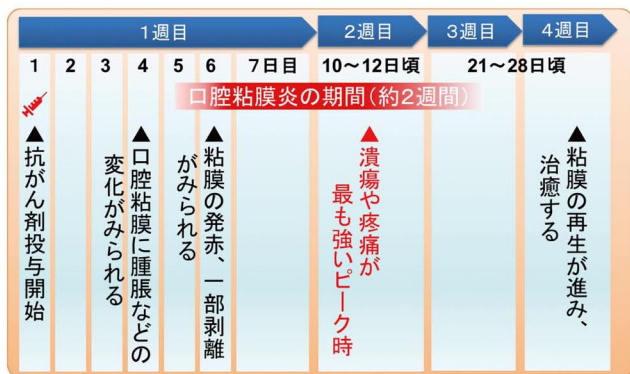 1週目
2週目
3週目
4週目
1
2
3
4
5
6
7日目
10～12日頃
21～28日頃
口腔粘膜炎の期間（約2週間）
▲抗がん剤投与開始
▲口腔粘膜に腫脹などの
変化がみられる
▲粘膜の発赤、一部剥離
がみられる
▲潰瘍や疼痛が
最も強いピーク時
▲粘膜の再生が進み、
治癒する